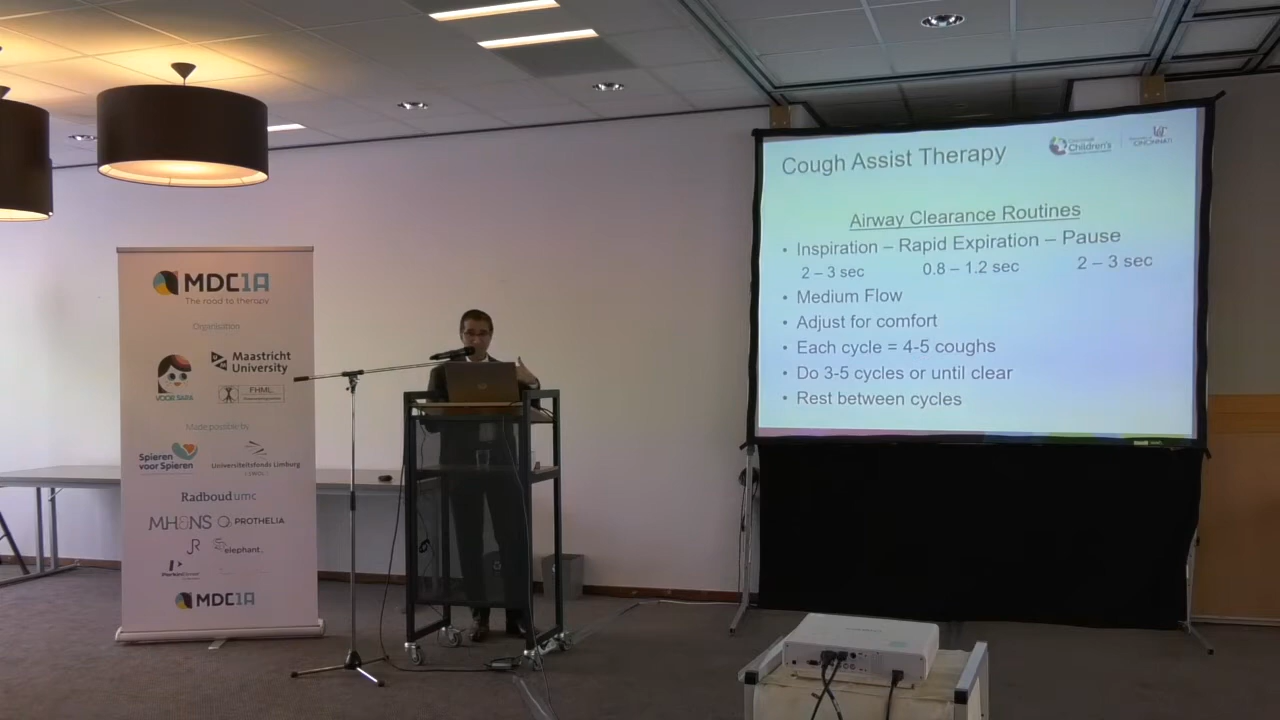 MDC1A
The road to therapy
Organisation
VOOR SARA
Maastricht
University
FHML
Made possible by
Spieren
voor Spieren
Universiteitsfonds Limburg
Radboudumc
MHENS
PROTHELIA
elephant
MDC1A
Cough Assist Therapy
Children's
CINCINNATI
Airway Clearance Routines
• Inspiration – Rapid Expiration – Pause
2 – 3 sec 0.8 – 1.2 sec 2 – 3 sec
• Medium Flow
• Adjust for comfort
• Each cycle = 4-5 coughs
• Do 3-5 cycles or until clear
• Rest between cycles